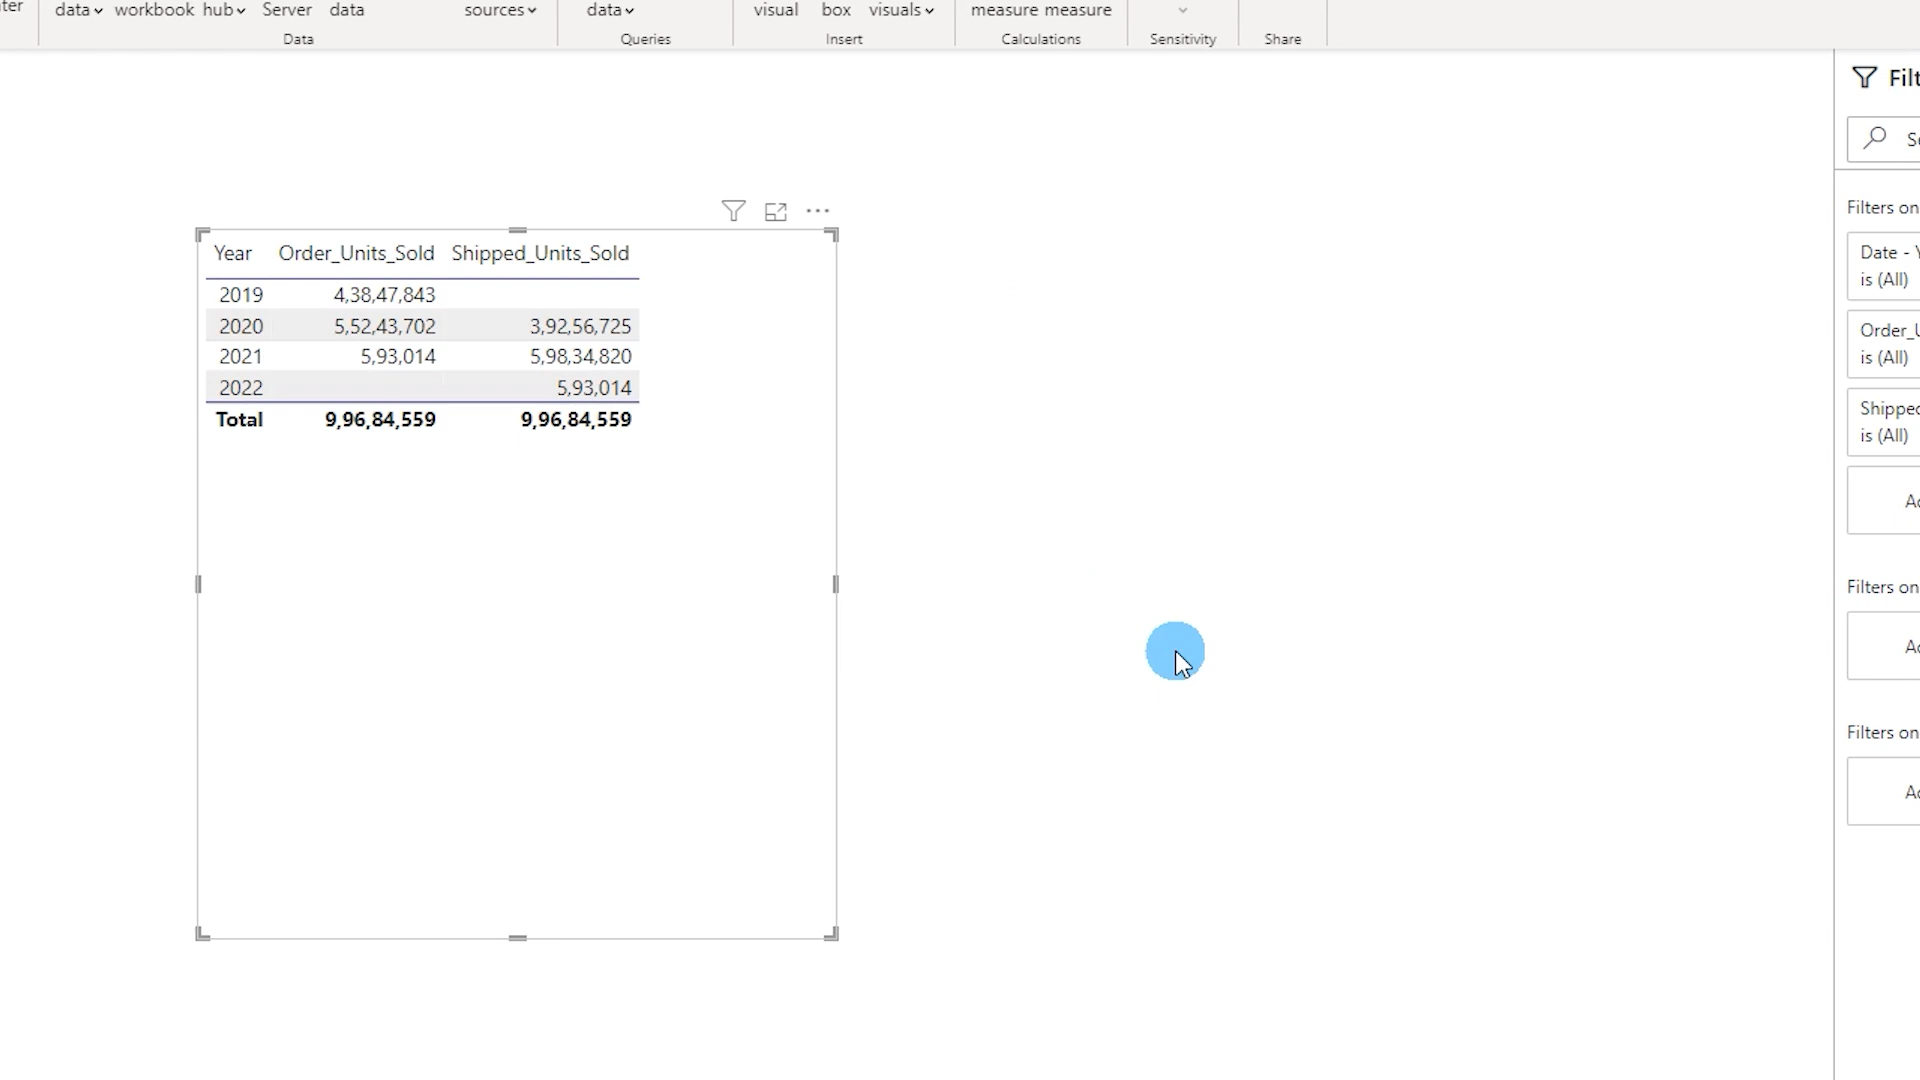 data workbook hub Server data sources data visual box visuals measure measure
Data Queries Insert Calculations Sensitivity Share
Filters on
Date -
is (All)
is (All)
Shipped
is (All)
Filters on
Filters on
Year Order_Units_Sold Shipped_Units_Sold
2019 4,38,47,843
2020 5,52,43,702 3,92,56,725
2021 5,93,014 5,98,34,820
2022 5,93,014
Total 9,96,84,559 9,96,84,559